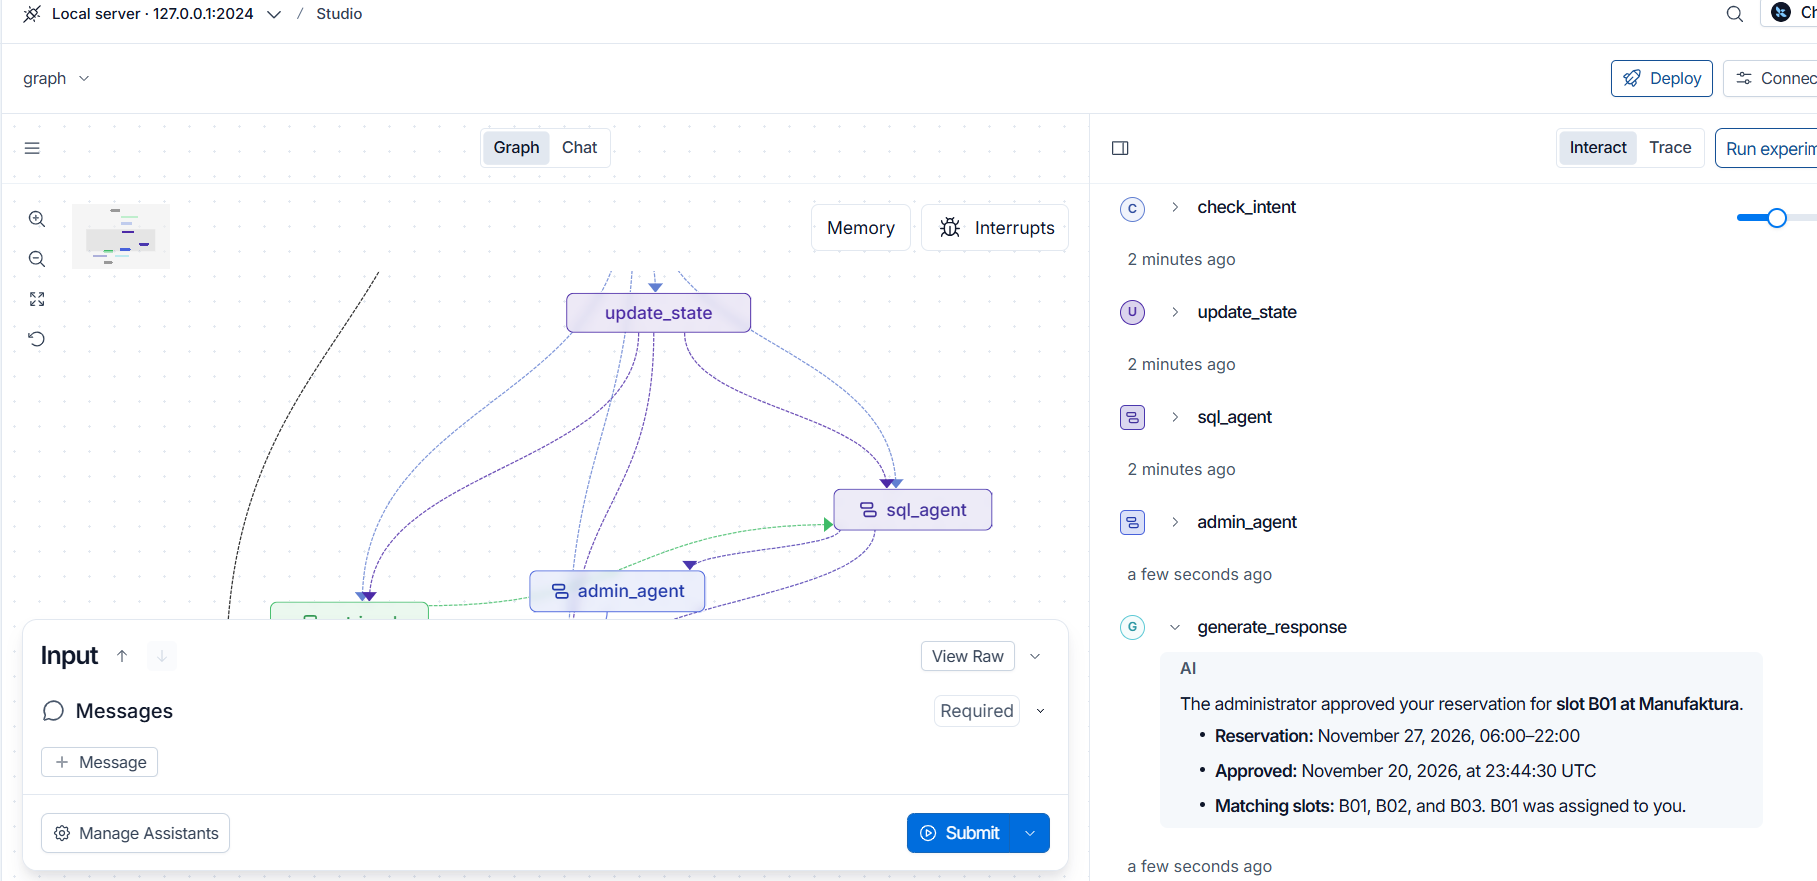 Local server · 127.0.0.1:2024 / Studio
graph
Deploy
Graph Chat
Interact Trace
Memory
Interrupts
update_state
sql_agent
admin_agent
Input
View Raw
Messages
Required
+ Message
Manage Assistants
Submit
C check_intent
2 minutes ago
U update_state
2 minutes ago
sql_agent
2 minutes ago
admin_agent
a few seconds ago
G generate_response
AI
The administrator approved your reservation for slot B01 at Manufaktura.
• Reservation: November 27, 2026, 06:00–22:00
• Approved: November 20, 2026, at 23:44:30 UTC
• Matching slots: B01, B02, and B03. B01 was assigned to you.
a few seconds ago